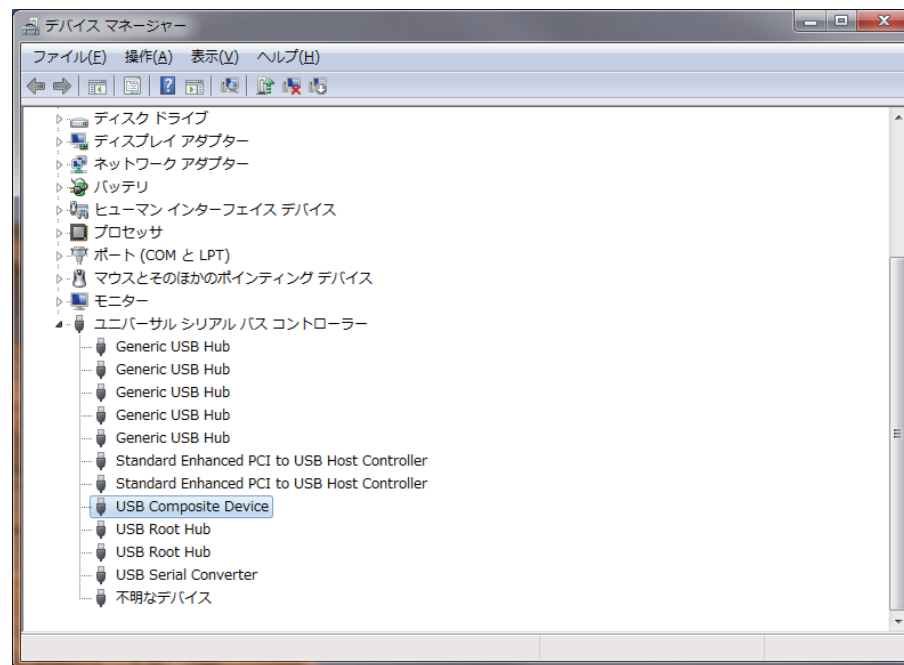 デバイス マネージャー
ファイル(F) 操作(A) 表示(V) ヘルプ(H)
ディスク ドライブ
ディスプレイ アダプター
ネットワーク アダプター
バッテリ
ヒューマン インターフェイス デバイス
プロセッサ
ポート (COM と LPT)
マウスとそのほかのポインティング デバイス
モニター
ユニバーサル シリアル バス コントローラー
Generic USB Hub
Generic USB Hub
Generic USB Hub
Generic USB Hub
Generic USB Hub
Standard Enhanced PCI to USB Host Controller
Standard Enhanced PCI to USB Host Controller
USB Composite Device
USB Root Hub
USB Root Hub
USB Serial Converter
不明なデバイス